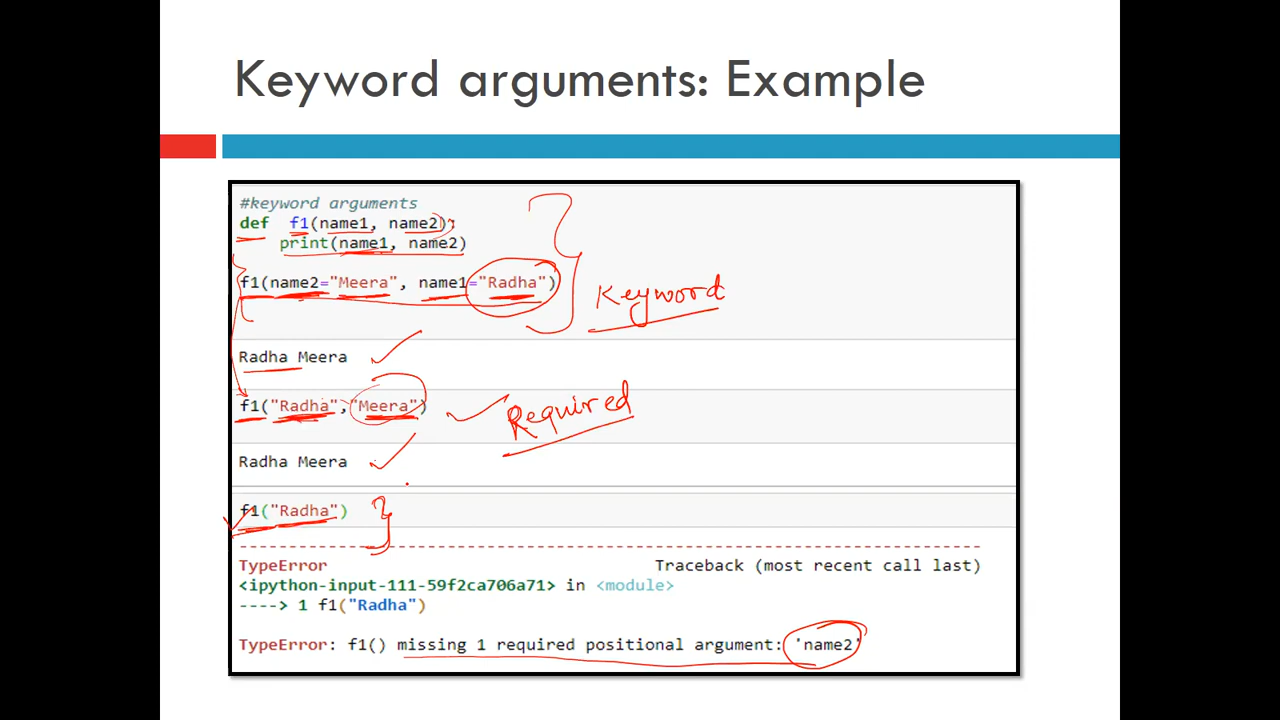 Keyword arguments: Example
#keyword arguments
def f1(name1, name2):
print(name1, name2)
f1(name2="Meera", name1="Radha")
Keyword
Radha Meera
f1("Radha","Meera")
Required
Radha Meera
f1("Radha")
---------------------------------------------------------------------------
TypeError Traceback (most recent call last)
<ipython-input-111-59f2ca706a71> in <module>
----> 1 f1("Radha")
TypeError: f1() missing 1 required positional argument: 'name2'